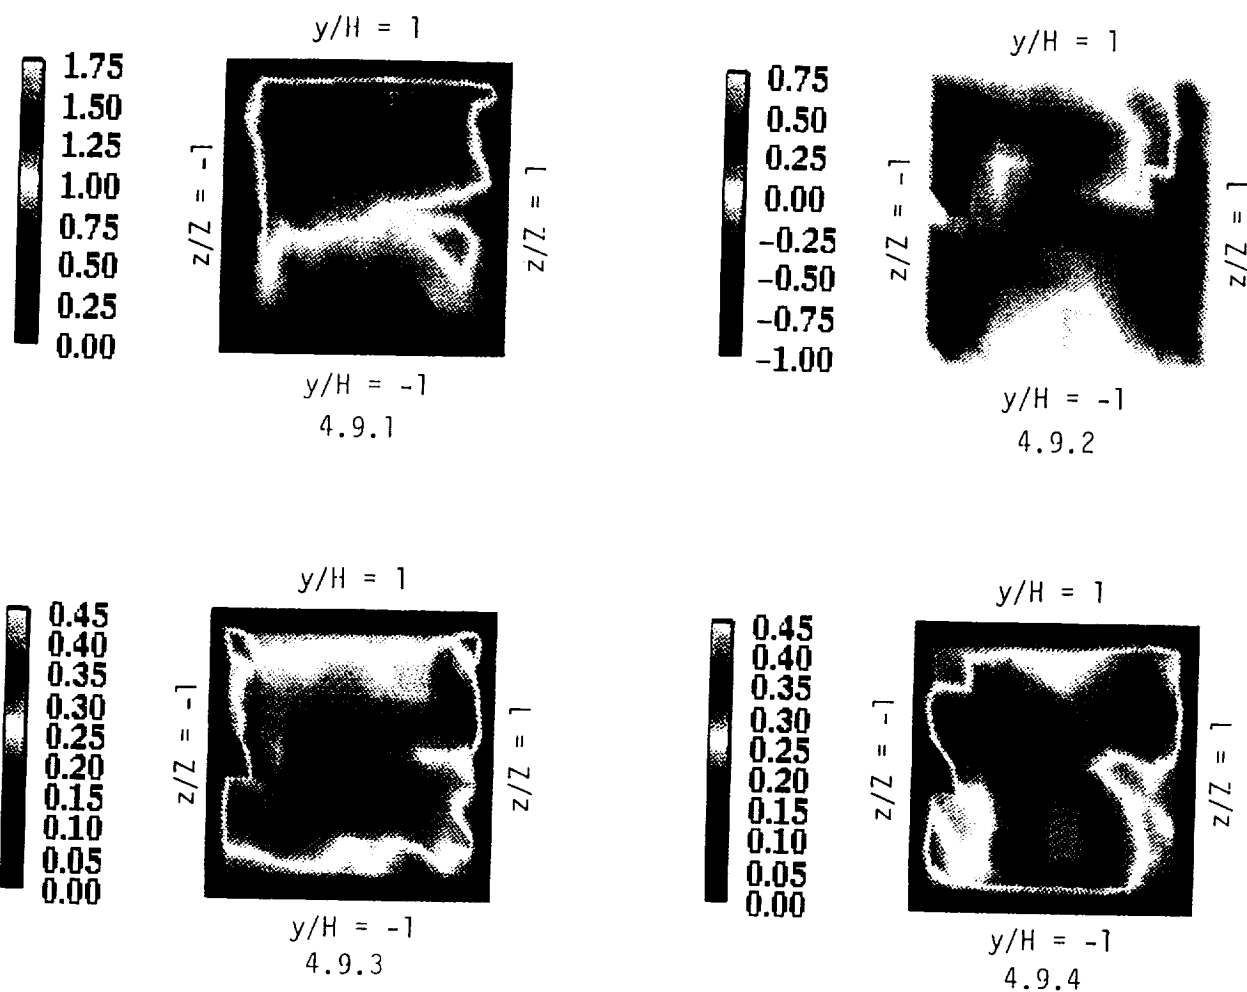 y/H = 1
1.75
1.50
1.25
1.00
0.75
0.50
0.25
0.00
z/Z = -1
z/Z = 1
y/H = -1
4.9.1
y/H = 1
0.75
0.50
0.25
0.00
-0.25
-0.50
-0.75
-1.00
z/Z = -1
z/Z = 1
y/H = -1
4.9.2
y/H = 1
0.45
0.40
0.35
0.30
0.25
0.20
0.15
0.10
0.05
0.00
z/Z = -1
z/Z = 1
y/H = -1
4.9.3
y/H = 1
0.45
0.40
0.35
0.30
0.25
0.20
0.15
0.10
0.05
0.00
z/Z = -1
z/Z = 1
y/H = -1
4.9.4